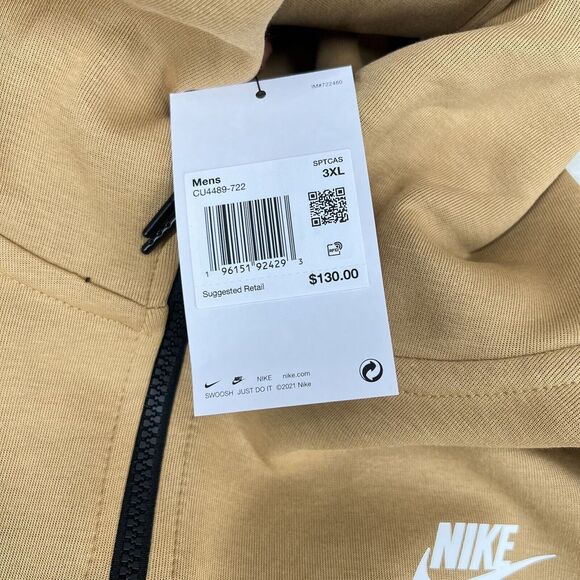 IM#722460
Mens
CU4489-722
SPTCAS
3XL
1 96151 92429 3
Suggested Retail
$130.00
NIKE nike.com
SWOOSH JUST DO IT ©2021 Nike
NIKE